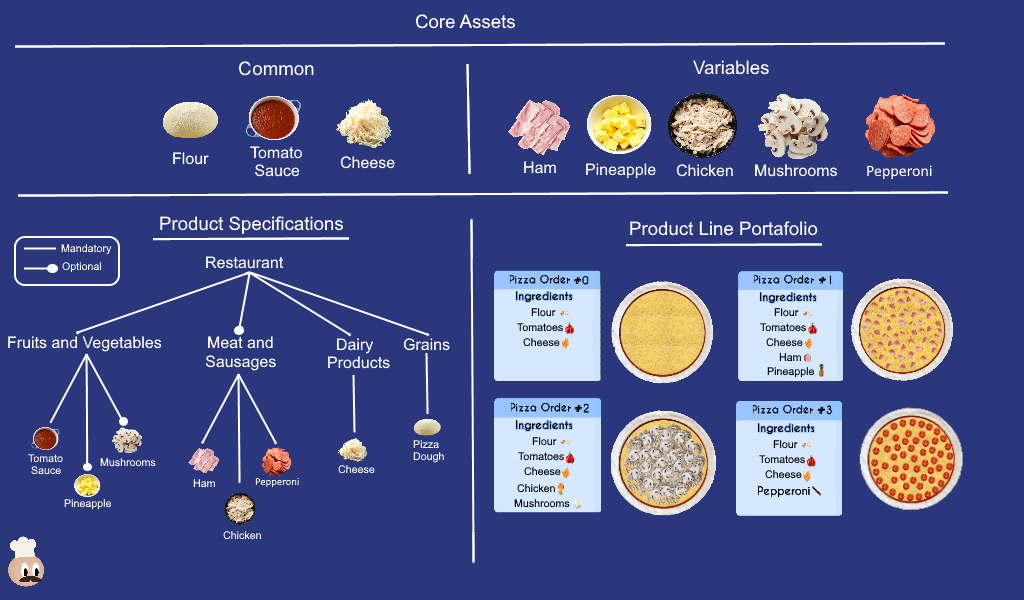 Core Assets
Common
Variables
Flour
Tomato
Sauce
Cheese
Ham
Pineapple
Chicken
Mushrooms
Pepperoni
Product Specifications
Mandatory
Optional
Restaurant
Fruits and Vegetables
Meat and
Sausages
Dairy
Products
Grains
Tomato
Sauce
Pineapple
Mushrooms
Ham
Chicken
Pepperoni
Cheese
Pizza
Dough
Product Line Portafolio
Pizza Order #0
Ingredients
Flour
Tomatoes
Cheese
Pizza Order #1
Ingredients
Flour
Tomatoes
Cheese
Ham
Pineapple
Pizza Order #2
Ingredients
Flour
Tomatoes
Cheese
Chicken
Mushrooms
Pizza Order #3
Ingredients
Flour
Tomatoes
Cheese
Pepperoni